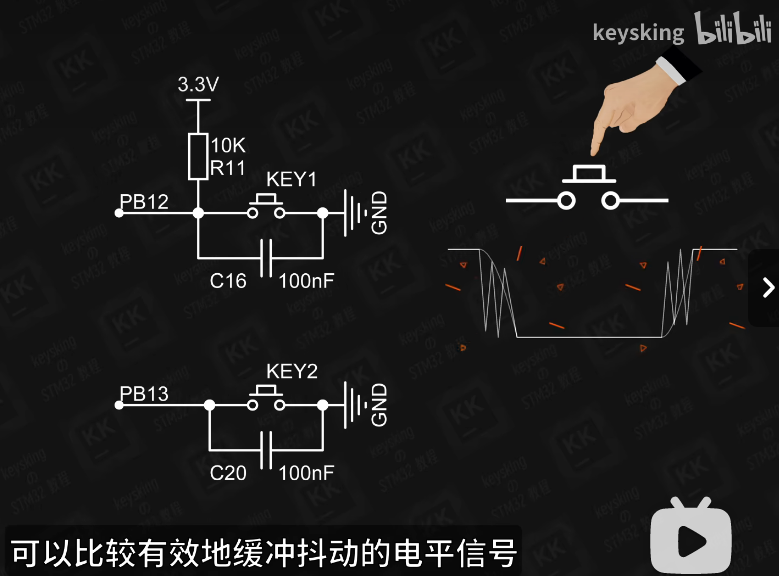 keysking bilibili
3.3V
10K
R11
KEY1
PB12
GND
C16 100nF
KEY2
PB13
GND
C20 100nF
可以比较有效地缓冲抖动的电平信号